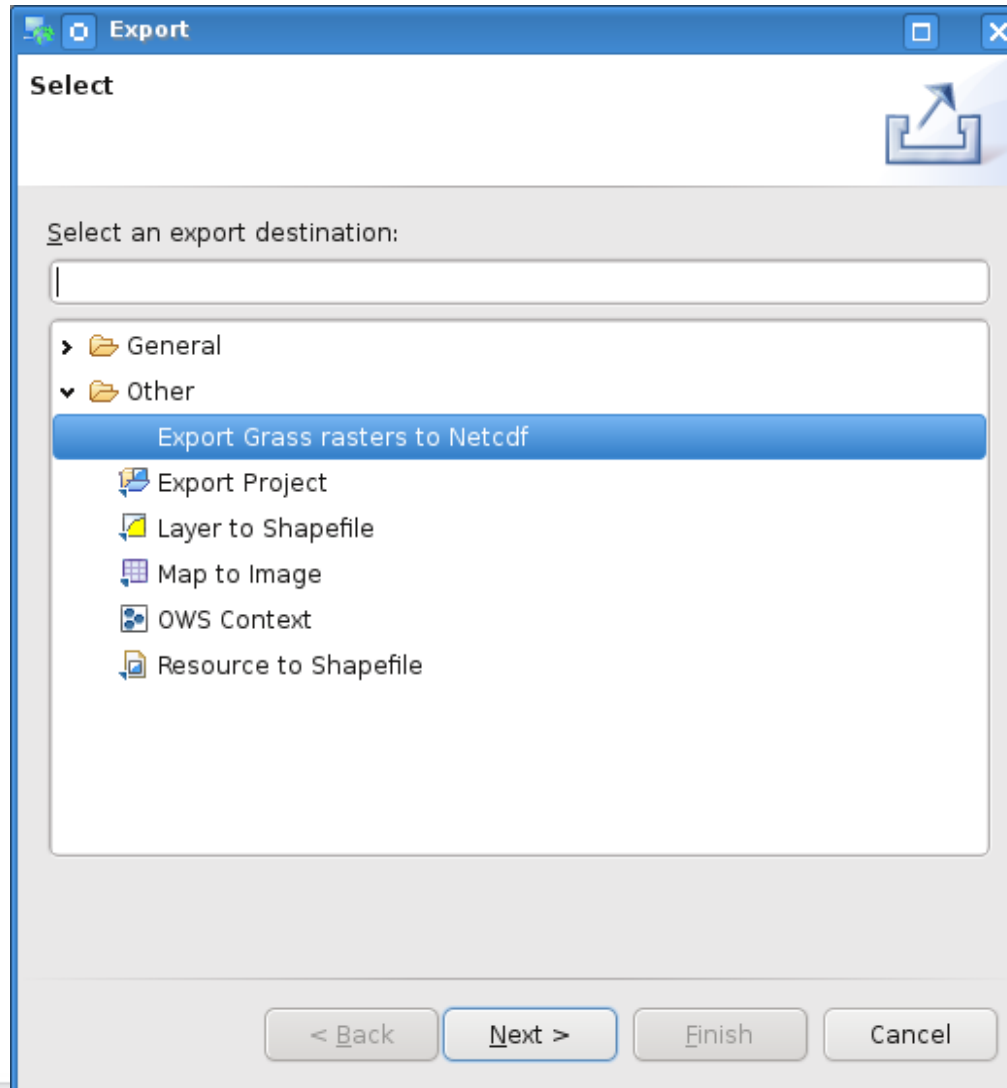 Export
Select
Select an export destination:
General
Other
Export Grass rasters to Netcdf
Export Project
Layer to Shapefile
Map to Image
OWS Context
Resource to Shapefile
< Back Next > Finish Cancel